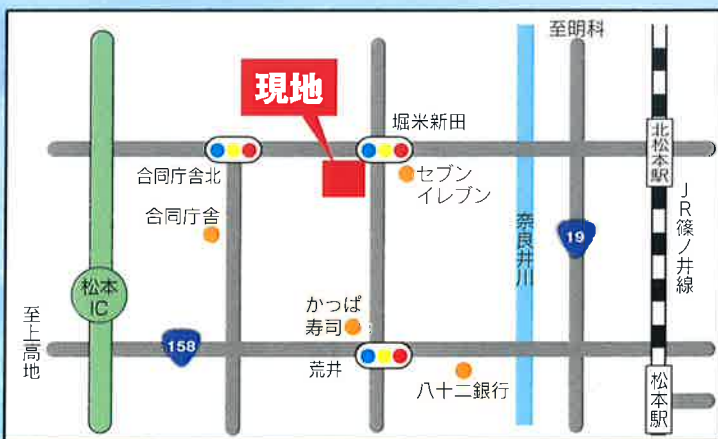 至明科
現地
堀米新田
合同庁舎北
セブン
イレブン
北松本駅
合同庁舎
奈良井川
19
JR篠ノ井線
松本
IC
かっぱ
寿司
至上高地
158
荒井
八十二銀行
松本駅